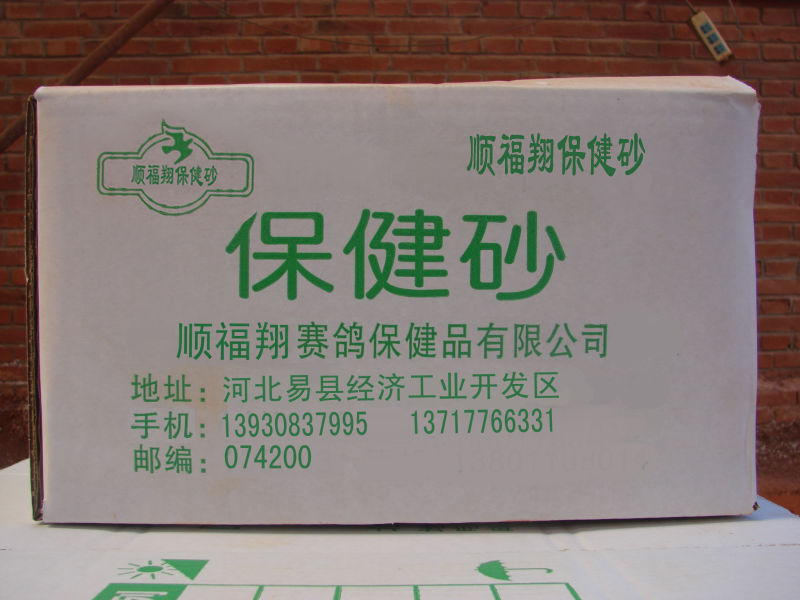 顺福翔保健砂
顺福翔保健砂
保健砂
顺福翔赛鸽保健品有限公司
地址：河北易县经济工业开发区
手机：13930837995 13717766331
邮编：074200